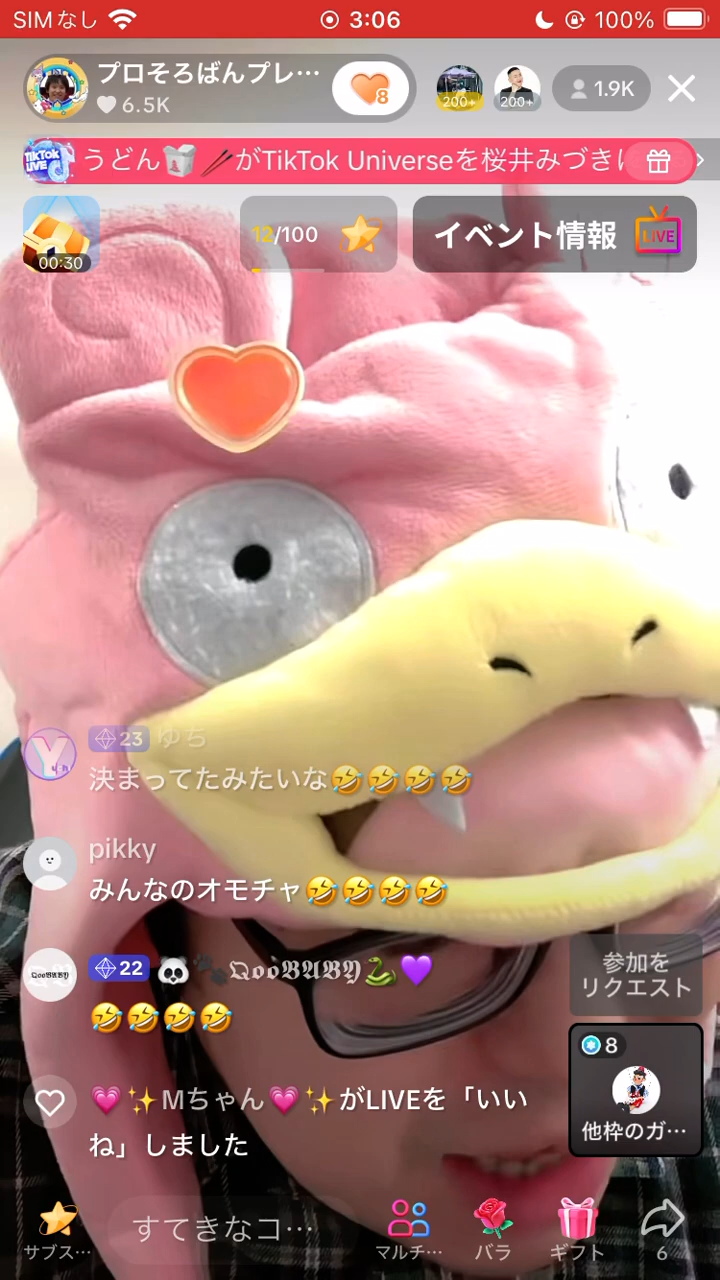 SIMなし 3:06 100%
プロそろばんプレ…
6.5K
8
200+ 200+
1.9K
TikTok LIVE うどん🥡🥢がTikTok Universeを桜井みづきに
00:30
12/100
イベント情報 LIVE
23 ゆち
決まってたみたいな🤣🤣🤣🤣
pikky
みんなのオモチャ🤣🤣🤣🤣
22 🐼🐾𝕭𝕬𝕭𝖄🐍💜
🤣🤣🤣🤣
💗✨Mちゃん💗✨がLIVEを「いい
ね」しました
参加を
リクエスト
8
他枠のガ…
すてきなコ…
サブス… マルチ… バラ ギフト 6